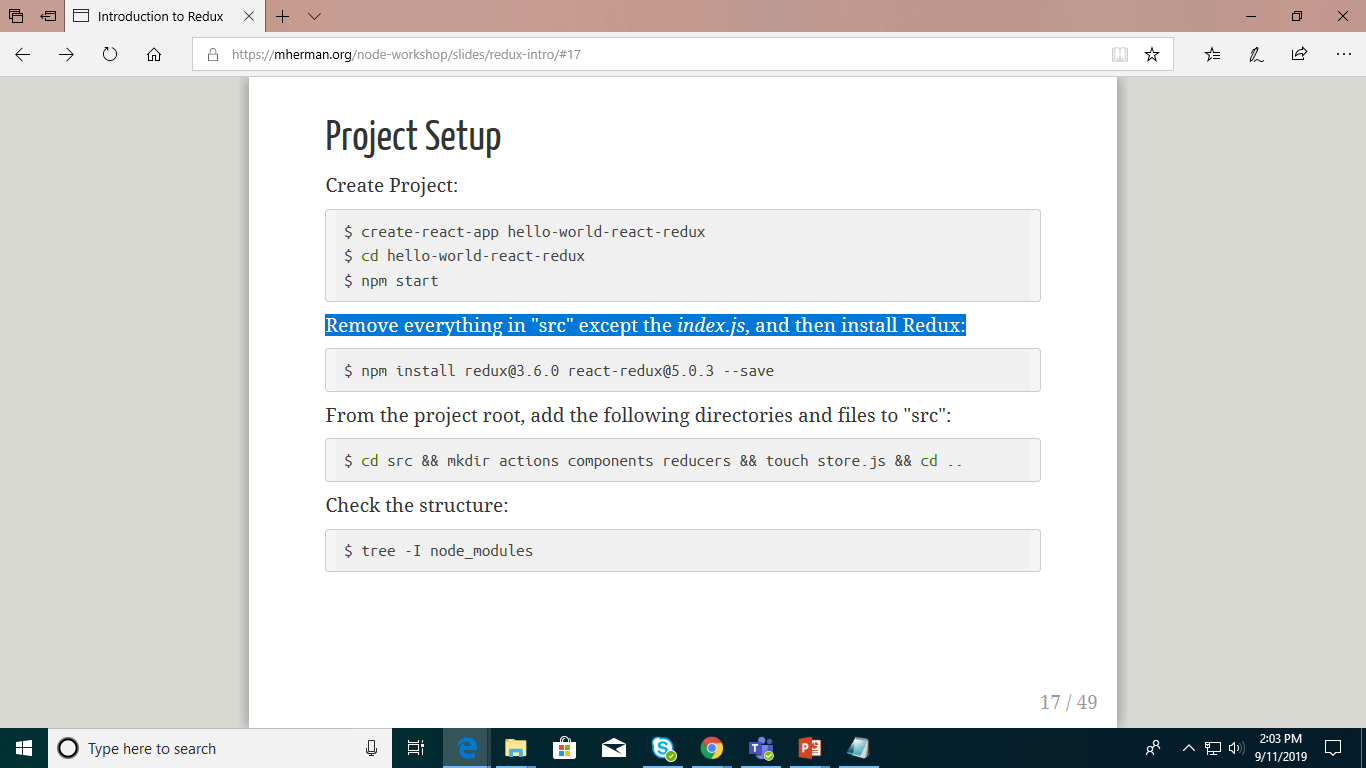 Introduction to Redux
https://mherman.org/node-workshop/slides/redux-intro/#17
Project Setup
Create Project:
$ create-react-app hello-world-react-redux
$ cd hello-world-react-redux
$ npm start
Remove everything in "src" except the index.js, and then install Redux:
$ npm install redux@3.6.0 react-redux@5.0.3 --save
From the project root, add the following directories and files to "src":
$ cd src && mkdir actions components reducers && touch store.js && cd ..
Check the structure:
$ tree -I node_modules
17 / 49
Type here to search
2:03 PM
9/11/2019